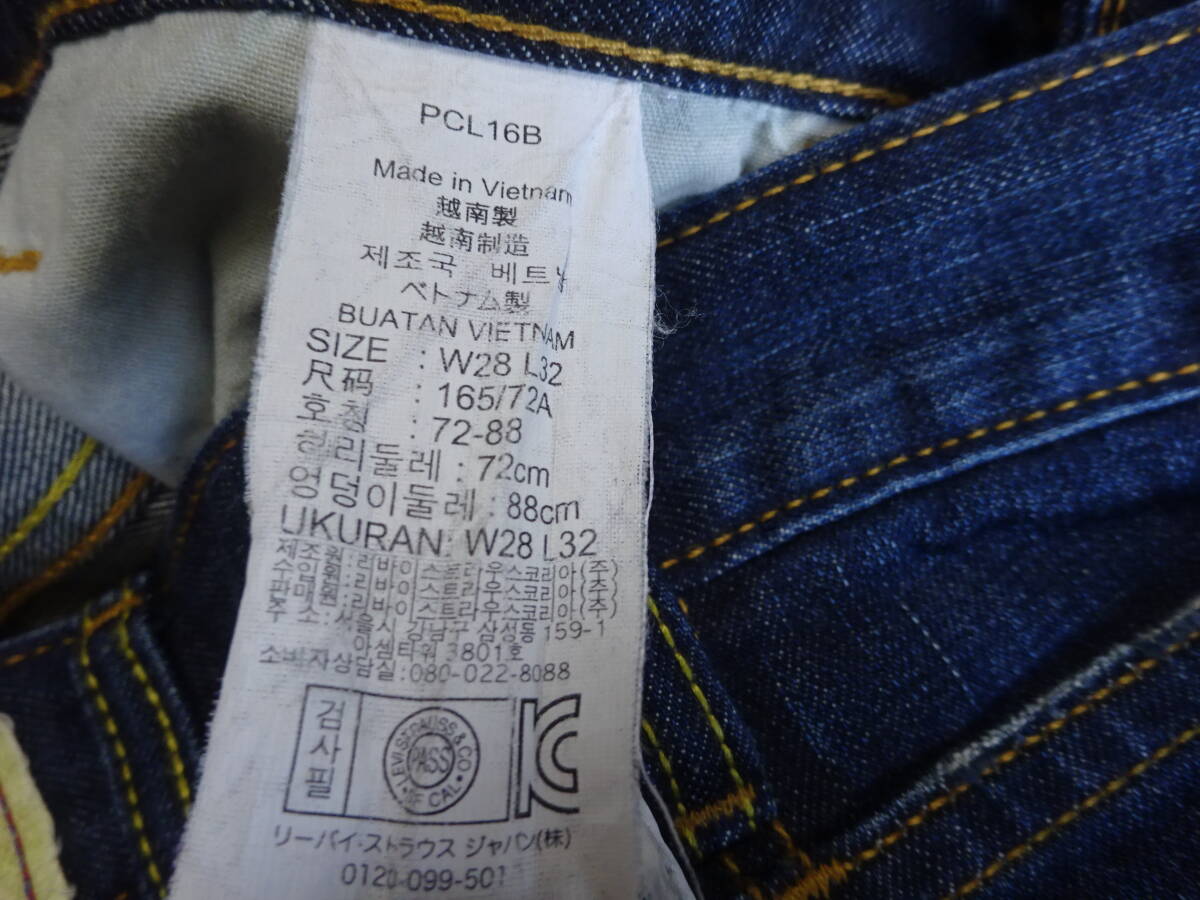 PCL16B
Made in Vietnam
越南製
越南制造
제조국 베트남
ベトナム製
BUATAN VIETNAM
SIZE : W28 L32
尺码 : 165/72A
호칭 : 72-88
허리둘레 : 72cm
엉덩이둘레 : 88cm
UKURAN: W28 L32
제조원:리바이스트라우스코리아(주)
수입원:리바이스트라우스코리아(주)
판매원:리바이스트라우스코리아(주)
주 소:서울시 강남구 삼성동 159-1
아셈타워 3801호
소비자상담실:080-022-8088
검사필
LEVI STRAUSS & CO
PASS
OF CAL
リーバイ・ストラウス ジャパン(株)
0120-099-501